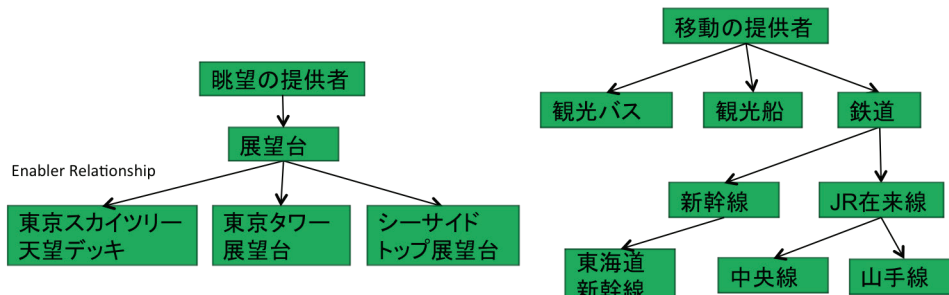 眺望の提供者
展望台
Enabler Relationship
東京スカイツリー
天望デッキ
東京タワー
展望台
シーサイド
トップ展望台
移動の提供者
観光バス
観光船
鉄道
新幹線
JR在来線
東海道
新幹線
中央線
山手線